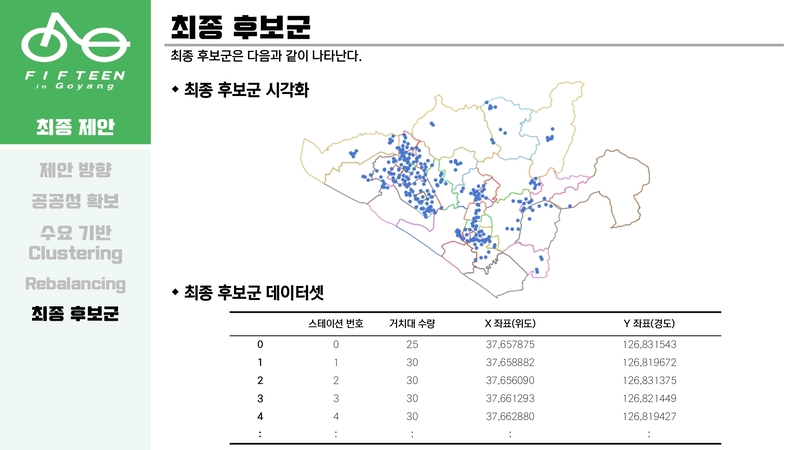 FIFTEEN
in Goyang
최종 제안
제안 방향
공공성 확보
수요 기반
Clustering
Rebalancing
최종 후보군
최종 후보군
최종 후보군은 다음과 같이 나타난다.
◆ 최종 후보군 시각화
◆ 최종 후보군 데이터셋
스테이션 번호 거치대 수량 X 좌표(위도) Y 좌표(경도)
0 0 25 37,657875 126,831543
1 1 30 37,658882 126,819672
2 2 30 37,656090 126,831375
3 3 30 37,661293 126,821449
4 4 30 37,662880 126,819427
: : : : :